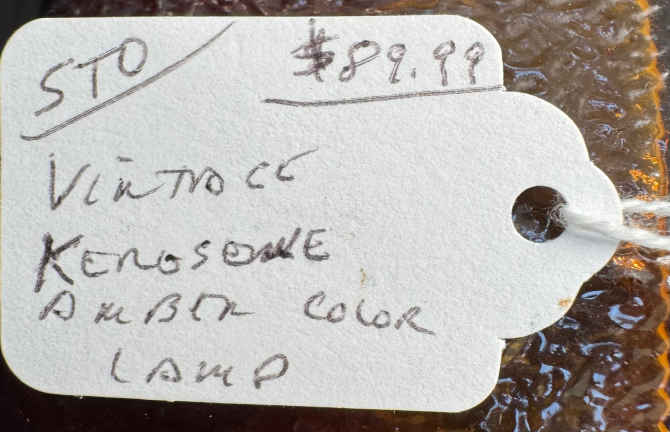 STO $89.99
VINTAGE
KEROSENE
AMBER COLOR
LAMP